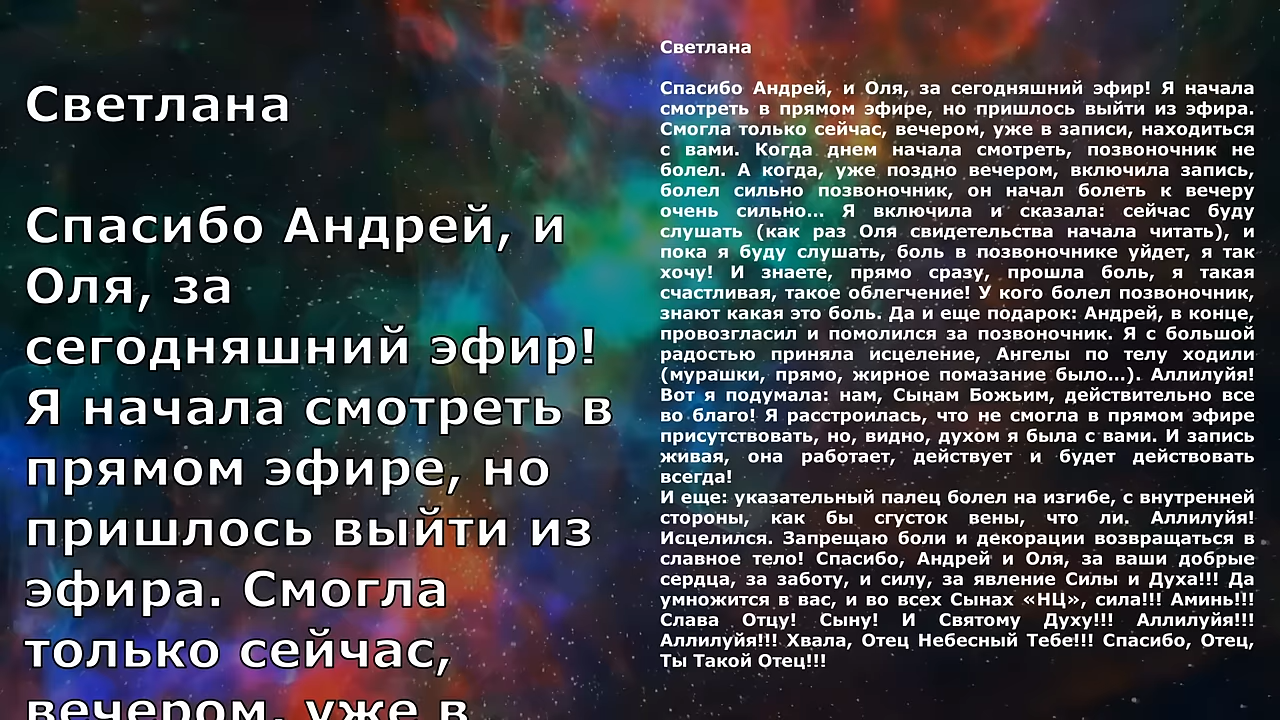 Светлана
Спасибо Андрей, и
Оля, за
сегодняшний эфир!
Я начала смотреть в
прямом эфире, но
пришлось выйти из
эфира. Смогла
только сейчас,
вечером, уже в
Светлана
Спасибо Андрей, и Оля, за сегодняшний эфир! Я начала
смотреть в прямом эфире, но пришлось выйти из эфира.
Смогла только сейчас, вечером, уже в записи, находиться
с вами. Когда днем начала смотреть, позвоночник не
болел. А когда, уже поздно вечером, включила запись,
болел сильно позвоночник, он начал болеть к вечеру
очень сильно... Я включила и сказала: сейчас буду
слушать (как раз Оля свидетельства начала читать), и
пока я буду слушать, боль в позвоночнике уйдет, я так
хочу! И знаете, прямо сразу, прошла боль, я такая
счастливая, такое облегчение! У кого болел позвоночник,
знают какая это боль. Да и еще подарок: Андрей, в конце,
провозгласил и помолился за позвоночник. Я с большой
радостью приняла исцеление, Ангелы по телу ходили
(мурашки, прямо, жирное помазание было...). Аллилуйя!
Вот я подумала: нам, Сынам Божьим, действительно все
во благо! Я расстроилась, что не смогла в прямом эфире
присутствовать, но, видно, духом я была с вами. И запись
живая, она работает, действует и будет действовать
всегда!
И еще: указательный палец болел на изгибе, с внутренней
стороны, как бы сгусток вены, что ли. Аллилуйя!
Исцелился. Запрещаю боли и декорации возвращаться в
славное тело! Спасибо, Андрей и Оля, за ваши добрые
сердца, за заботу, и силу, за явление Силы и Духа!!! Да
умножится в вас, и во всех Сынах «НЦ», сила!!! Аминь!!!
Слава Отцу! Сыну! И Святому Духу!!! Аллилуйя!!!
Аллилуйя!!! Хвала, Отец Небесный Тебе!!! Спасибо, Отец,
Ты Такой Отец!!!